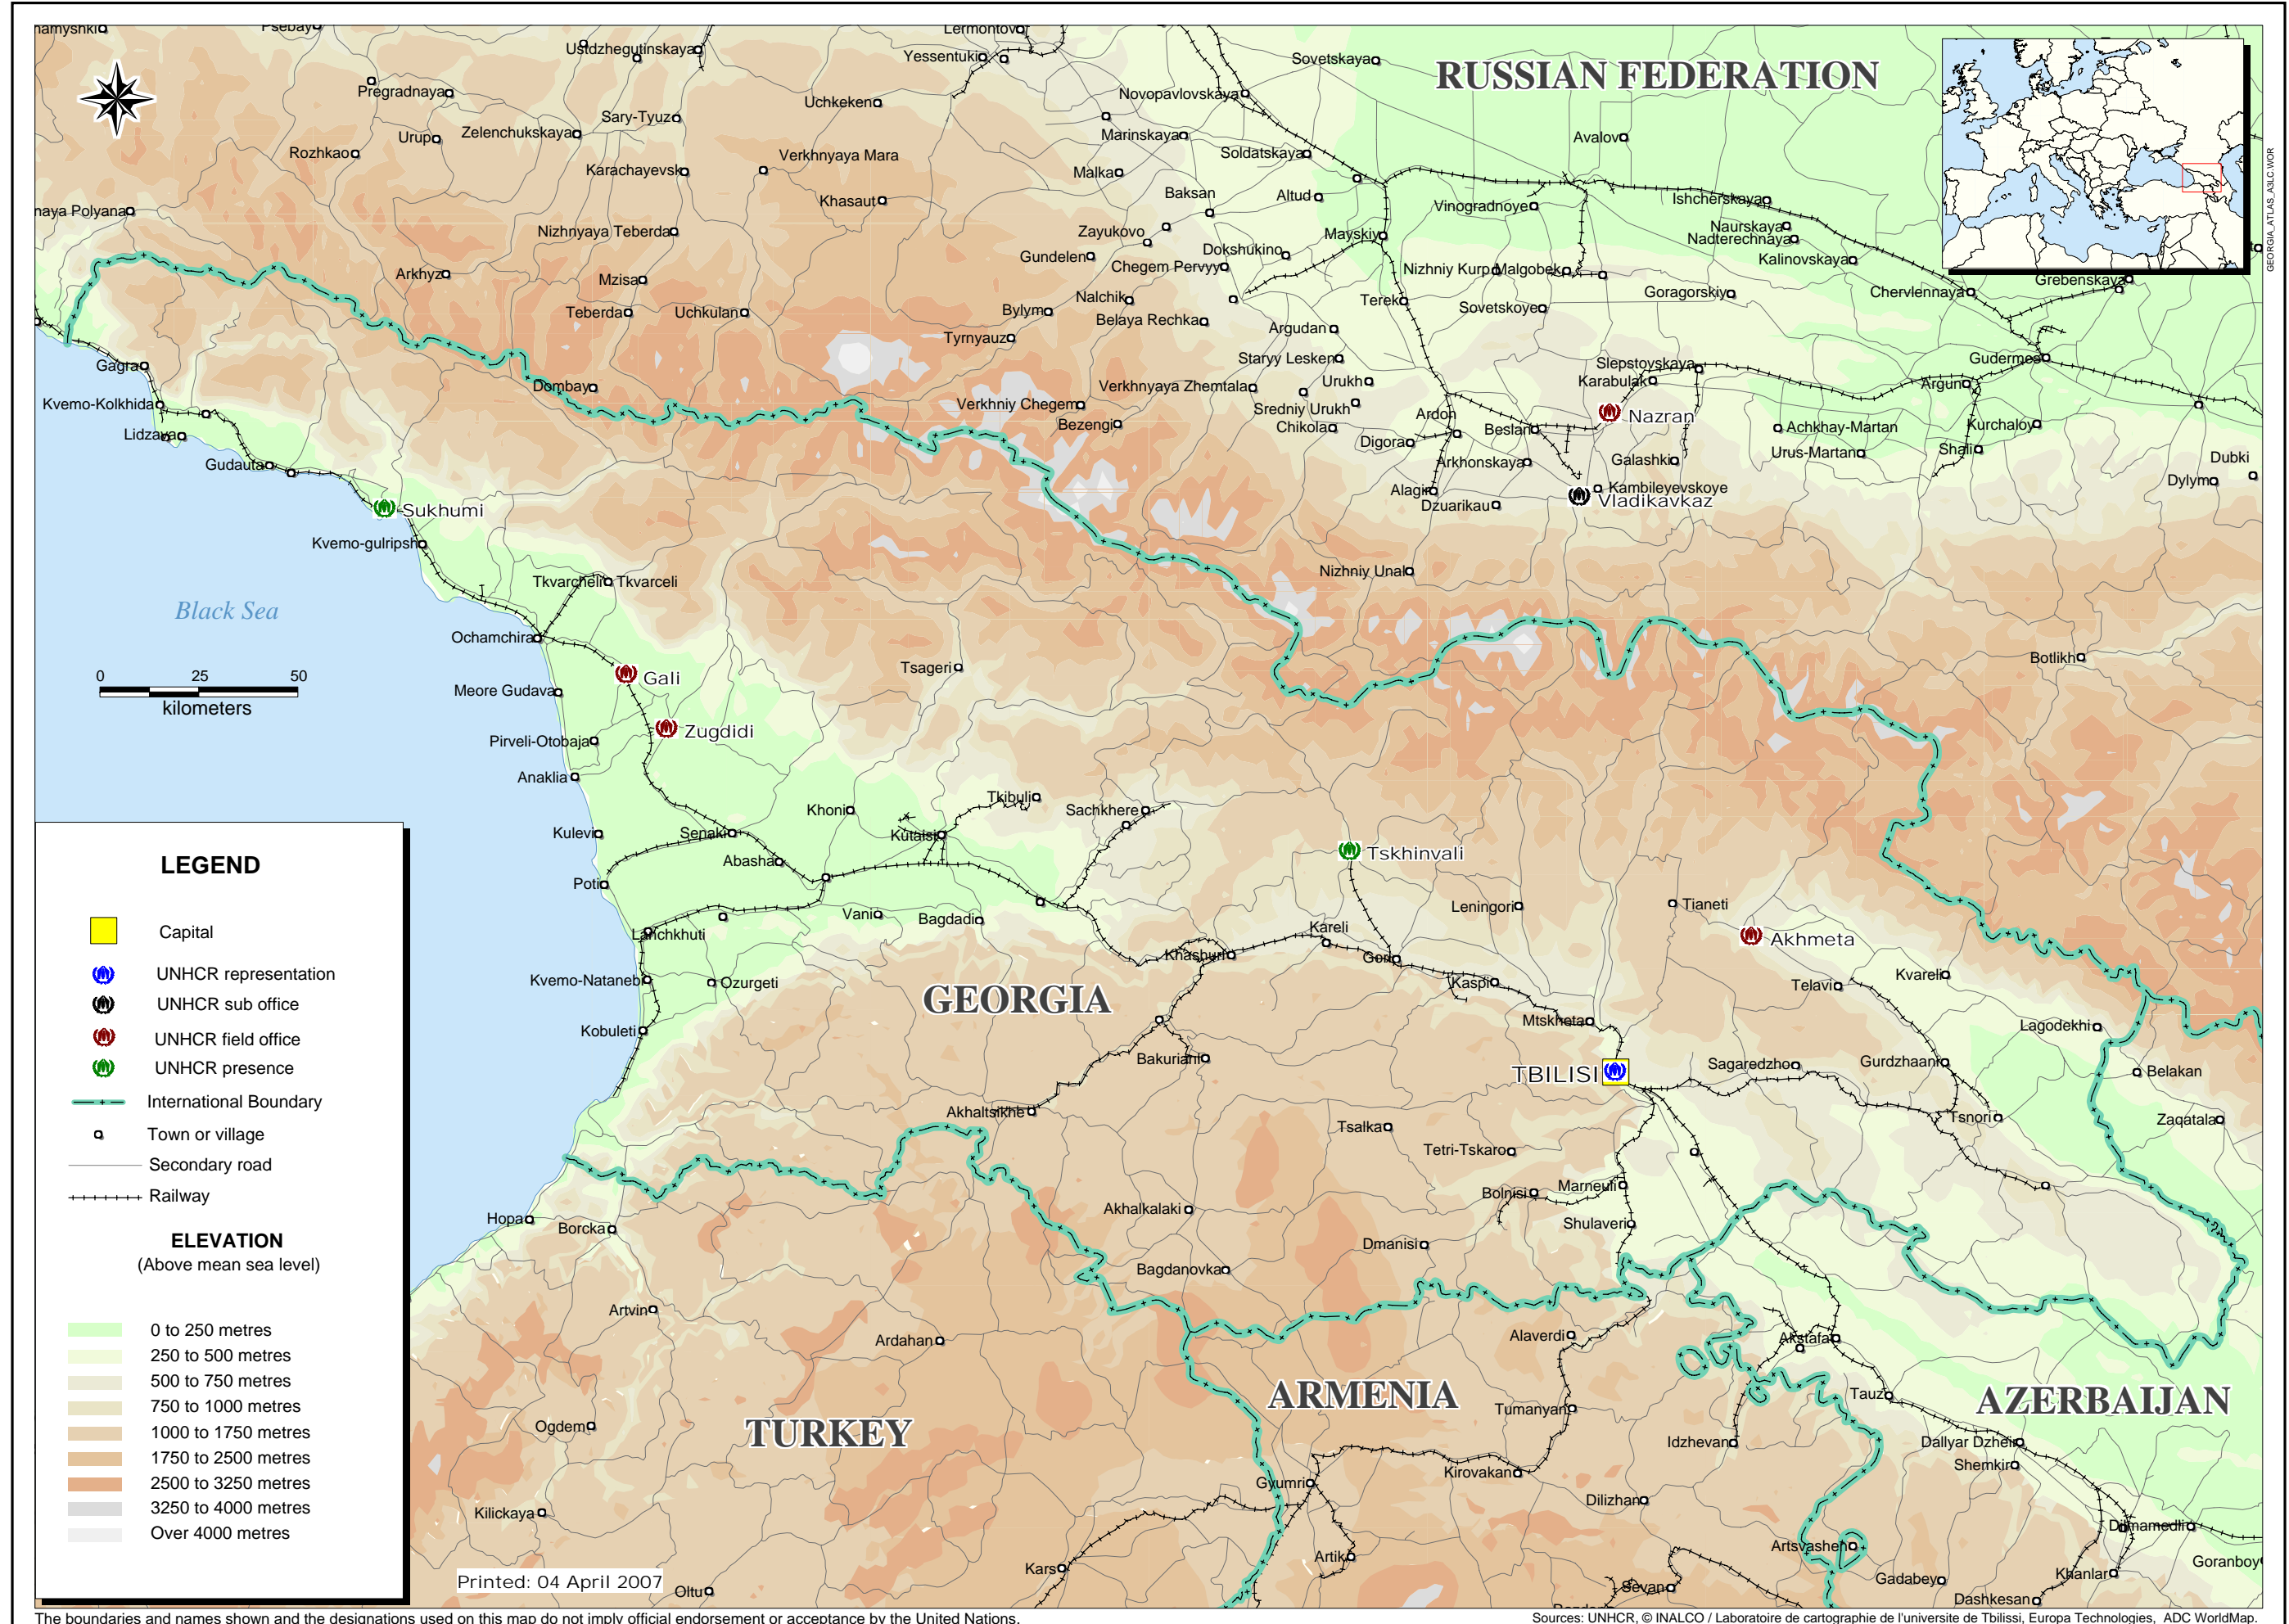 hamyshki
Psebay
Ustdzhegutinskaya
Lermontovo
Yessentuki
Sovetskaya
RUSSIAN FEDERATION
Pregradnaya
Uchkeken
Novopavlovskaya
Sary-Tyuz
Urup
Zelenchukskaya
Marinskaya
Avalov
Rozhkao
Verkhnyaya Mara
Soldatskaya
Karachayevsk
Malka
Khasaut
Baksan
Altud
Ishcherskaya
naya Polyana
Vinogradnoye
Nizhnyaya Teberda
Zayukovo
Mayskiy
Naurskaya
Nadterechnaya
Gundelen
Dokshukino
Chegem Pervyy
Kalinovskaya
Arkhyz
Mzisa
Nizhniy Kurp
Malgobek
Grebenskaya
Teberda
Uchkulan
Nalchik
Bylym
Terek
Goragorskiy
Chervlennaya
Belaya Rechka
Sovetskoye
Tyrnyauz
Argudan
Gagra
Staryy Lesken
Slepstovskaya
Gudermes
Dombay
Verkhnyaya Zhemtala
Urukh
Karabulak
Argun
Kvemo-Kolkhida
Verkhniy Chegem
Sredniy Urukh
Ardon
Nazran
Lidzava
Bezengi
Chikola
Digora
Beslan
Achkhay-Martan
Kurchaloy
Gudauta
Arkhonskaya
Galashki
Urus-Martan
Shali
Dubki
Dylym
Alagir
Kambileyevskoye
Vladikavkaz
Dzuarikau
Sukhumi
Kvemo-gulripsh
Tkvarcheli
Tkvarceli
Nizhniy Unal
Black Sea
Ochamchira
Tsageri
Botlikh
Gali
0 25 50
kilometers
Meore Gudava
Zugdidi
Pirveli-Otobaja
Anaklia
Khoni
Tkibuli
Sachkhere
Kulevi
Senaki
Kutaisi
Abasha
Tskhinvali
Poti
Vani
Bagdadi
Leningori
Tianeti
Lanchkhuti
Kareli
Akhmeta
Khashuri
Gori
Kvemo-Natanebi
Ozurgeti
Kaspi
Telavi
Kvareli
GEORGIA
Mtskheta
Lagodekhi
Kobuleti
Bakuriani
TBILISI
Sagaredzho
Gurdzhaani
Belakan
Akhaltsikhe
Tsalka
Tsnori
Zaqatala
Tetri-Tskaro
Bolnisi
Marneuli
Hopa
Borcka
Akhalkalaki
Shulaveri
Dmanisi
Bagdanovka
Artvin
Ardahan
Alaverdi
Akstafa
ARMENIA
Tauz
AZERBAIJAN
Ogdem
TURKEY
Tumanyan
Idzhevan
Dallyar Dzheir
Shemkir
Kirovakan
Gyumri
Dilizhan
Kilickaya
Artsvashen
Kars
Artik
Gadabey
Khanlar
Goranboy
Oltu
Sevan
Dashkesan
LEGEND
Capital
UNHCR representation
UNHCR sub office
UNHCR field office
UNHCR presence
International Boundary
Town or village
Secondary road
Railway
ELEVATION
(Above mean sea level)
0 to 250 metres
250 to 500 metres
500 to 750 metres
750 to 1000 metres
1000 to 1750 metres
1750 to 2500 metres
2500 to 3250 metres
3250 to 4000 metres
Over 4000 metres
Printed: 04 April 2007
GEORGIA_ATLAS_A3LC.WOR
The boundaries and names shown and the designations used on this map do not imply official endorsement or acceptance by the United Nations.
Sources: UNHCR, © INALCO / Laboratoire de cartographie de l'universite de Tbilissi, Europa Technologies, ADC WorldMap.